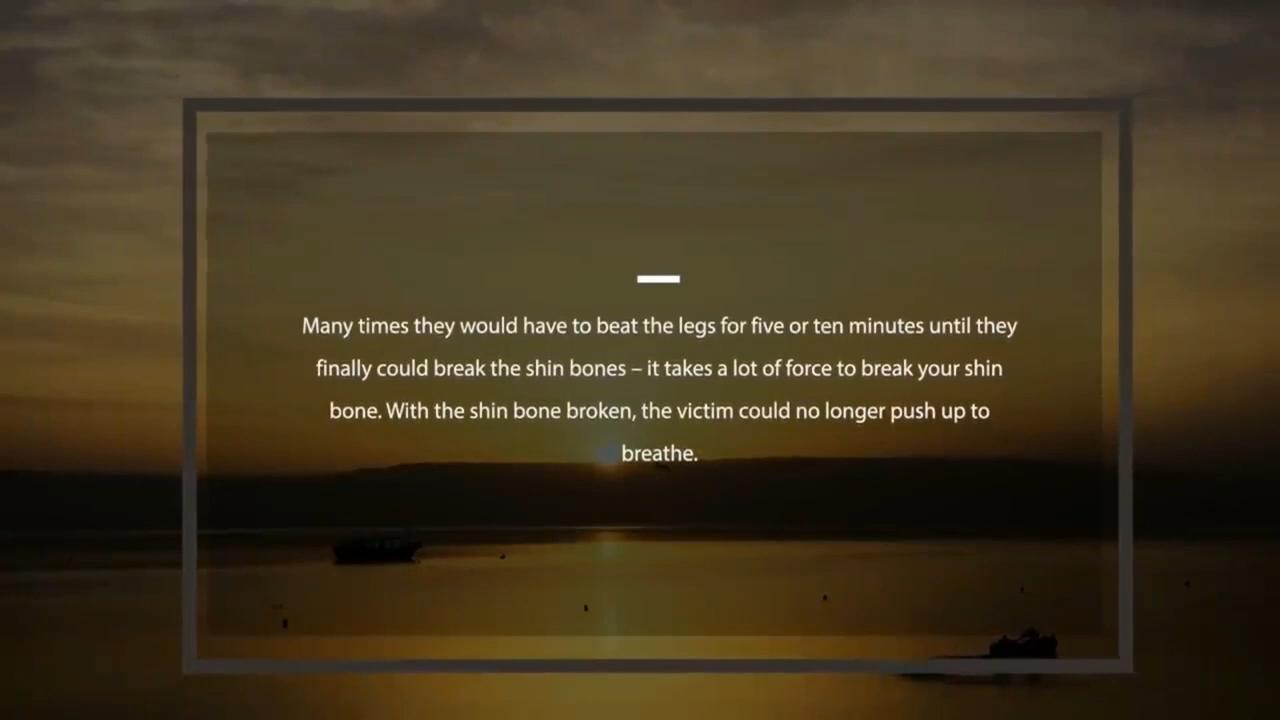 Many times they would have to beat the legs for five or ten minutes until they
finally could break the shin bones – it takes a lot of force to break your shin
bone. With the shin bone broken, the victim could no longer push up to
breathe.